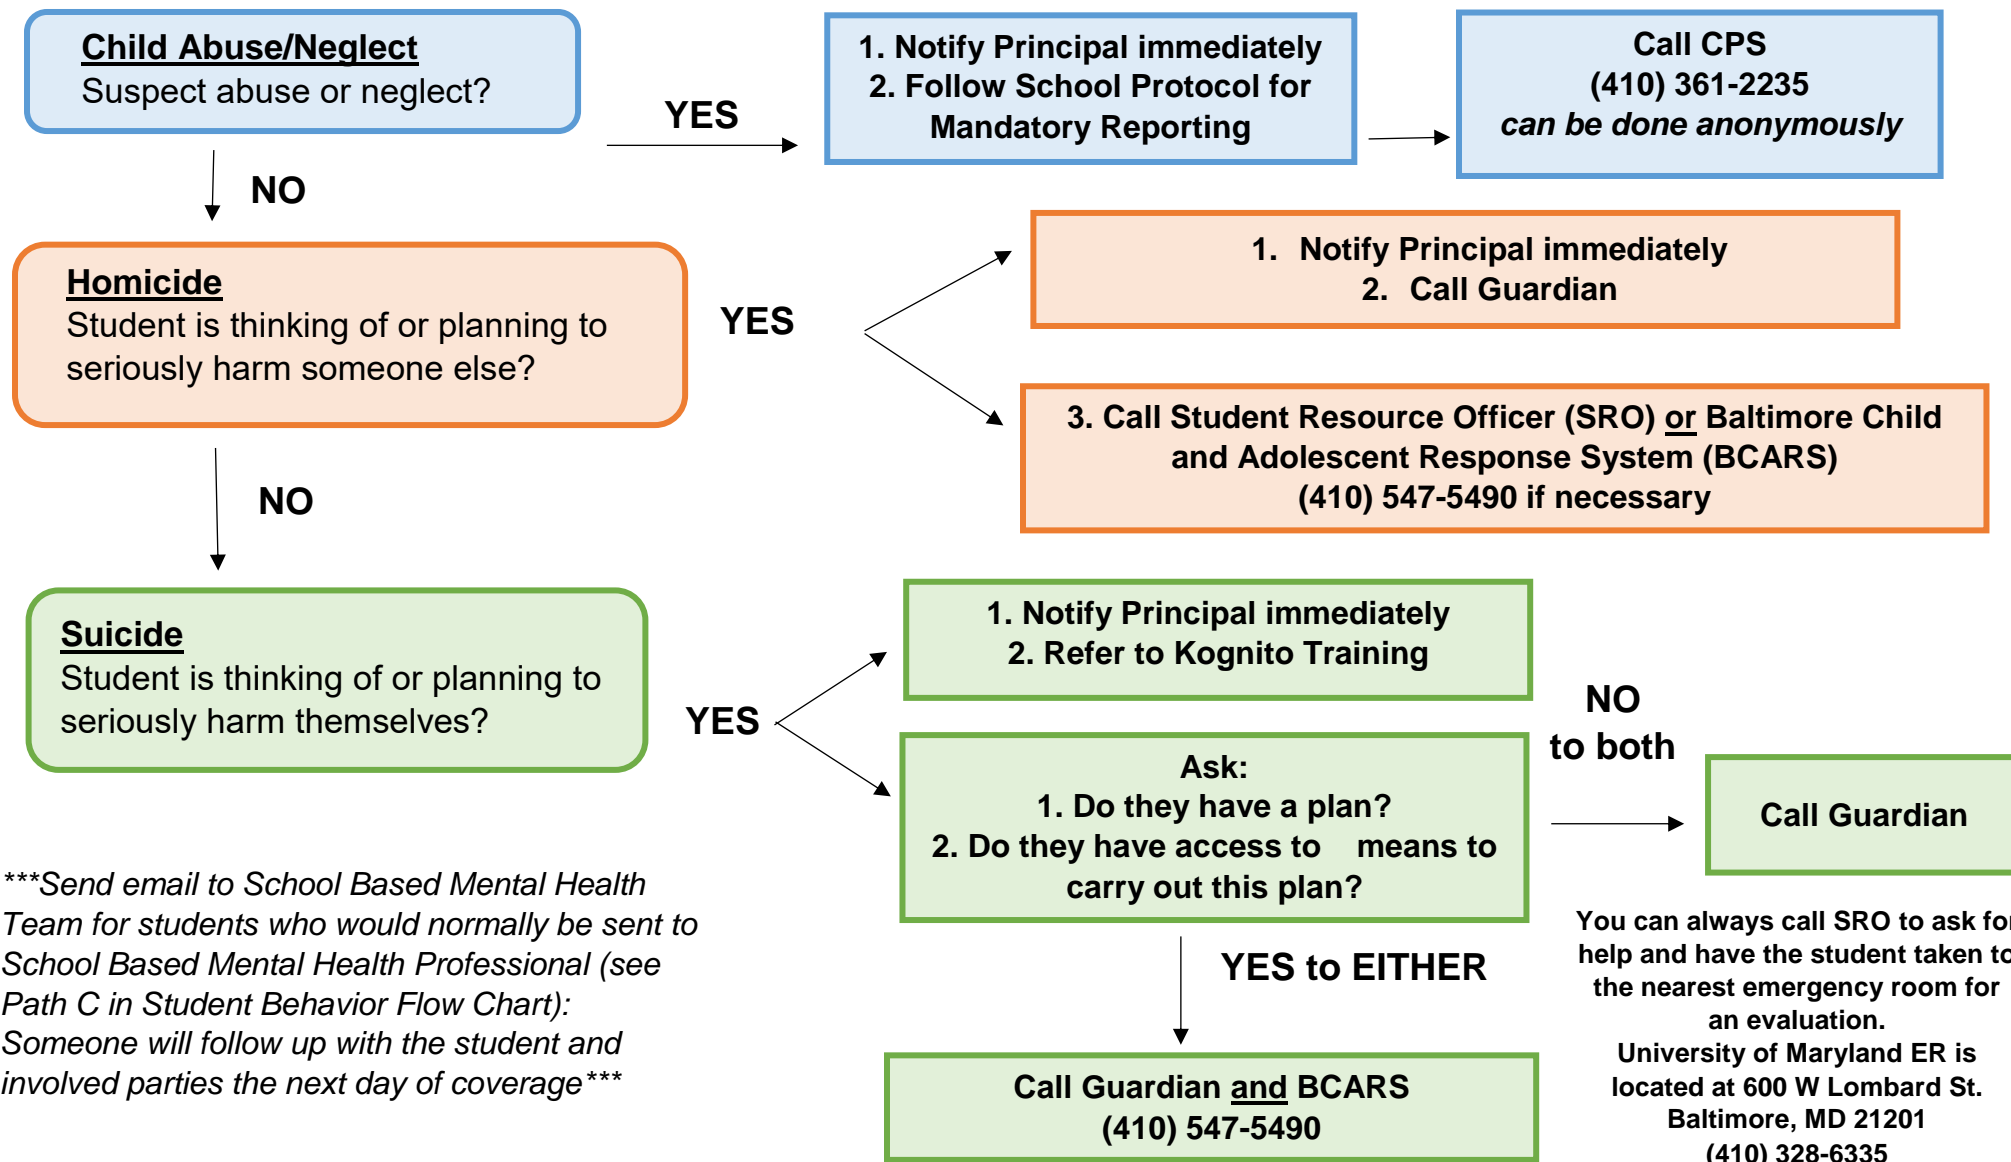 Child Abuse/Neglect
Suspect abuse or neglect?
YES
1. Notify Principal immediately
2. Follow School Protocol for
Mandatory Reporting
Call CPS
(410) 361-2235
can be done anonymously
NO
Homicide
Student is thinking of or planning to
seriously harm someone else?
YES
1. Notify Principal immediately
2. Call Guardian
3. Call Student Resource Officer (SRO) or Baltimore Child
and Adolescent Response System (BCARS)
(410) 547-5490 if necessary
NO
Suicide
Student is thinking of or planning to
seriously harm themselves?
YES
1. Notify Principal immediately
2. Refer to Kognito Training
Ask:
1. Do they have a plan?
2. Do they have access to means to
carry out this plan?
NO
to both
Call Guardian
YES to EITHER
Call Guardian and BCARS
(410) 547-5490
You can always call SRO to ask for
help and have the student taken to
the nearest emergency room for
an evaluation.
University of Maryland ER is
located at 600 W Lombard St.
Baltimore, MD 21201
(410) 328-6335
***Send email to School Based Mental Health
Team for students who would normally be sent to
School Based Mental Health Professional (see
Path C in Student Behavior Flow Chart):
Someone will follow up with the student and
involved parties the next day of coverage***